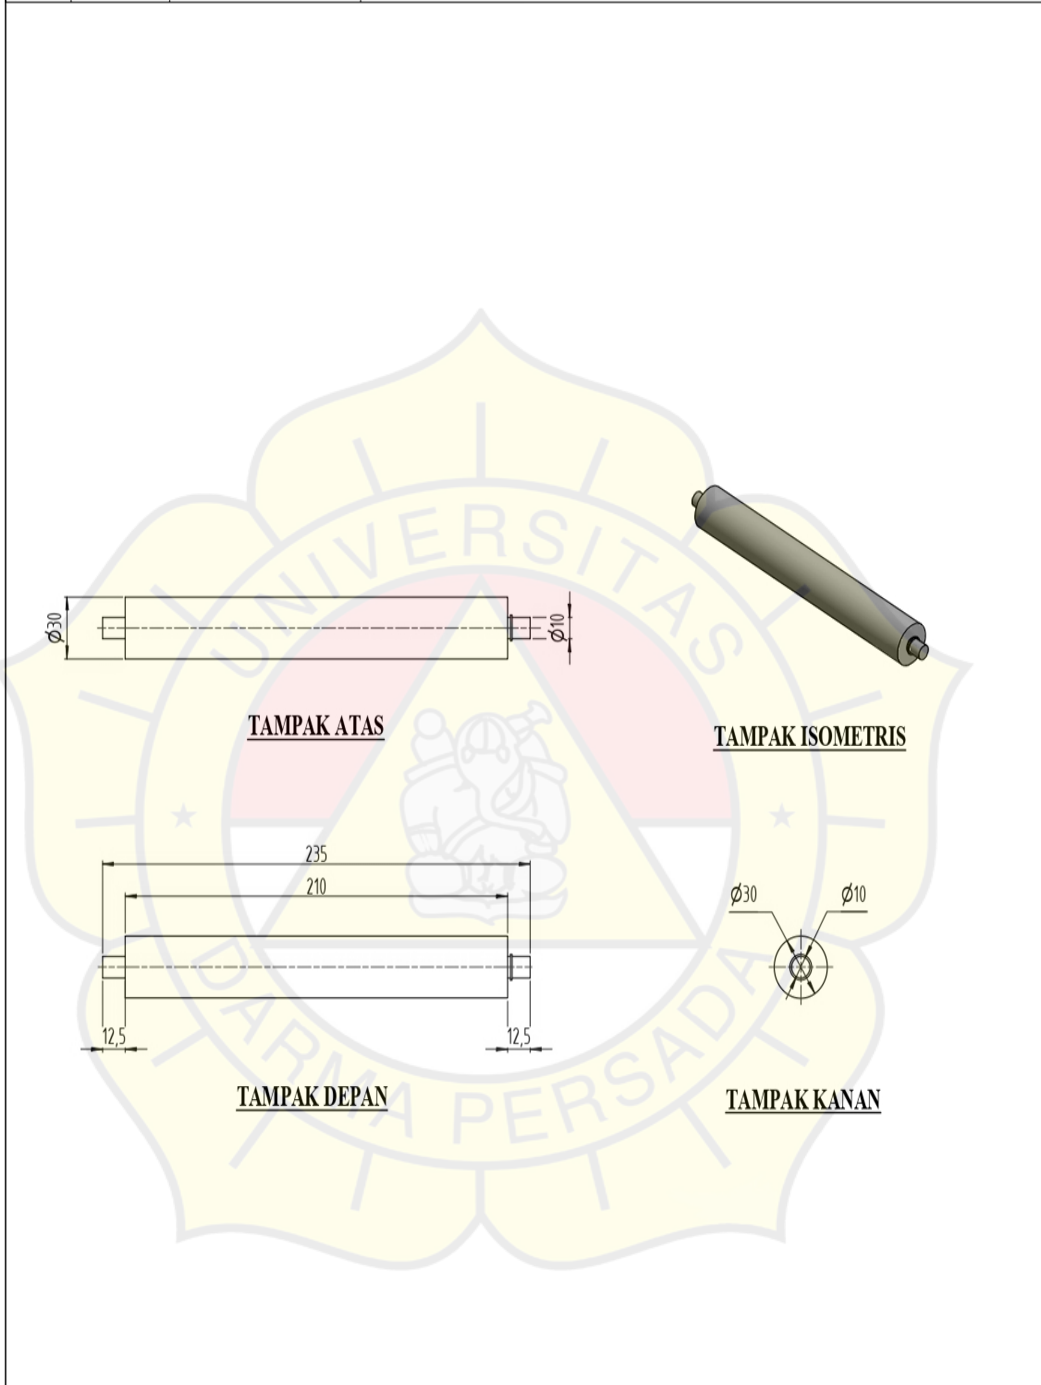 Ø30
Ø10
TAMPAK ATAS
TAMPAK ISOMETRIS
235
210
12,5
12,5
TAMPAK DEPAN
Ø30
Ø10
TAMPAK KANAN
UNIVERSITAS
DARMA PERSADA